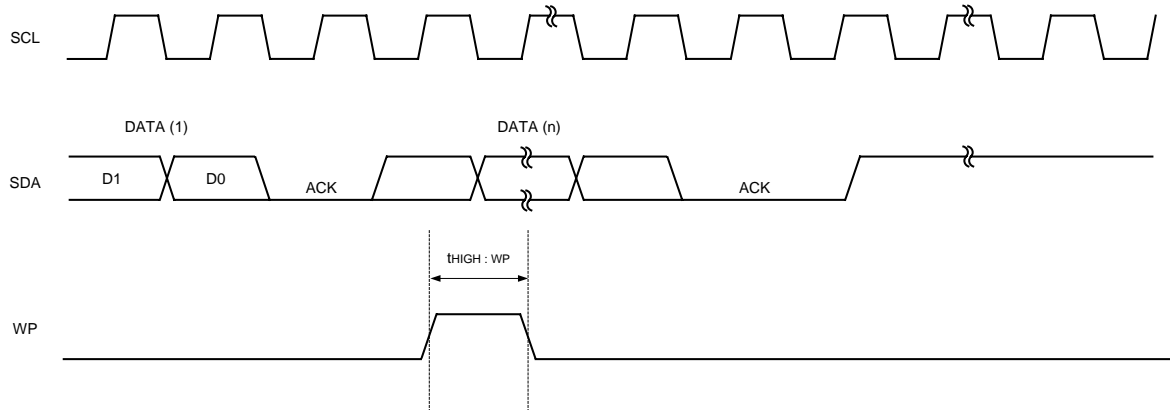 SCL
DATA (1) DATA (n)
SDA D1 D0 ACK ACK
tHIGH : WP
WP